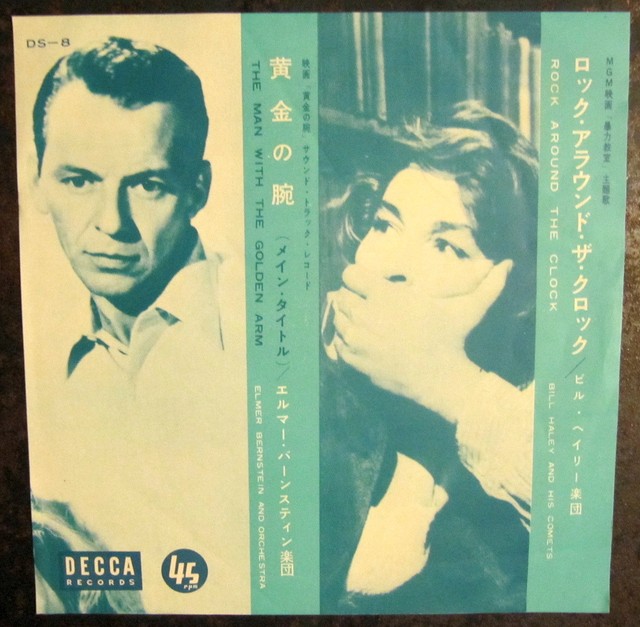 DS-8
MGM映画「暴力教室」主題歌
ロック・アラウンド・ザ・クロック/ビル・ヘイリー楽団
ROCK AROUND THE CLOCK
BILL HALEY AND HIS COMETS
映画「黄金の腕」サウンド・トラック・レコード
黄金の腕(メイン・タイトル)/エルマー・バーンスティン楽団
THE MAN WITH THE GOLDEN ARM
ELMER BERNSTEIN AND ORCHESTRA
DECCA
RECORDS
45
rpm